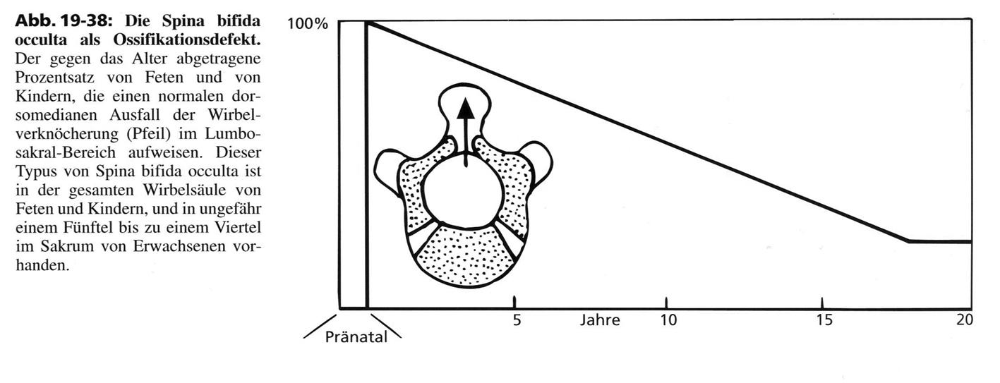 Abb. 19-38: Die Spina bifida
occulta als Ossifikationsdefekt.
Der gegen das Alter abgetragene
Prozentsatz von Feten und von
Kindern, die einen normalen dor-
somedianen Ausfall der Wirbel-
verknöcherung (Pfeil) im Lumbo-
sakral-Bereich aufweisen. Dieser
Typus von Spina bifida occulta ist
in der gesamten Wirbelsäule von
Feten und Kindern, und in ungefähr
einem Fünftel bis zu einem Viertel
im Sakrum von Erwachsenen vor-
handen.
100%
5 Jahre 10 15 20
Pränatal